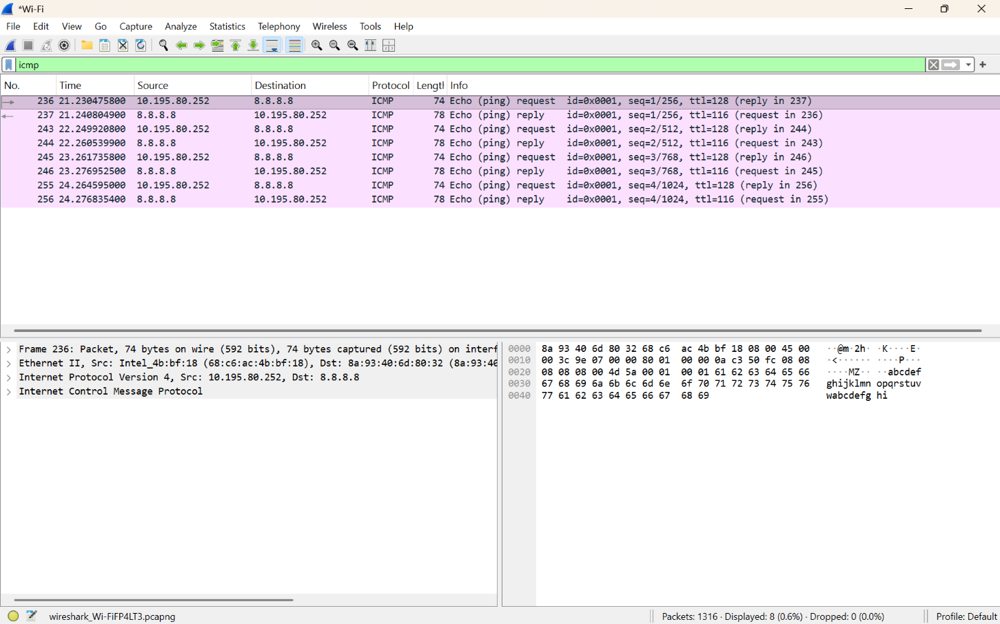 *Wi-Fi
File Edit View Go Capture Analyze Statistics Telephony Wireless Tools Help
icmp
No. Time Source Destination Protocol Lengtl Info
236 21.230475800 10.195.80.252 8.8.8.8 ICMP 74 Echo (ping) request id=0x0001, seq=1/256, ttl=128 (reply in 237)
237 21.240804900 8.8.8.8 10.195.80.252 ICMP 78 Echo (ping) reply id=0x0001, seq=1/256, ttl=116 (request in 236)
243 22.249920800 10.195.80.252 8.8.8.8 ICMP 74 Echo (ping) request id=0x0001, seq=2/512, ttl=128 (reply in 244)
244 22.260539900 8.8.8.8 10.195.80.252 ICMP 78 Echo (ping) reply id=0x0001, seq=2/512, ttl=116 (request in 243)
245 23.261735800 10.195.80.252 8.8.8.8 ICMP 74 Echo (ping) request id=0x0001, seq=3/768, ttl=128 (reply in 246)
246 23.276952500 8.8.8.8 10.195.80.252 ICMP 78 Echo (ping) reply id=0x0001, seq=3/768, ttl=116 (request in 245)
255 24.264595000 10.195.80.252 8.8.8.8 ICMP 74 Echo (ping) request id=0x0001, seq=4/1024, ttl=128 (reply in 256)
256 24.276835400 8.8.8.8 10.195.80.252 ICMP 78 Echo (ping) reply id=0x0001, seq=4/1024, ttl=116 (request in 255)
Frame 236: Packet, 74 bytes on wire (592 bits), 74 bytes captured (592 bits) on interf
Ethernet II, Src: Intel_4b:bf:18 (68:c6:ac:4b:bf:18), Dst: 8a:93:40:6d:80:32 (8a:93:40
Internet Protocol Version 4, Src: 10.195.80.252, Dst: 8.8.8.8
Internet Control Message Protocol
0000 8a 93 40 6d 80 32 68 c6 ac 4b bf 18 08 00 45 00 ··@m·2h· ·K····E·
0010 00 3c 9e 07 00 00 80 01 00 00 0a c3 50 fc 08 08 ·<······ ····P···
0020 08 08 08 00 4d 5a 00 01 00 01 61 62 63 64 65 66 ····MZ·· ··abcdef
0030 67 68 69 6a 6b 6c 6d 6e 6f 70 71 72 73 74 75 76 ghijklmn opqrstuv
0040 77 61 62 63 64 65 66 67 68 69 wabcdefg hi
wireshark_Wi-FiFP4LT3.pcapng Packets: 1316 · Displayed: 8 (0.6%) · Dropped: 0 (0.0%) Profile: Default